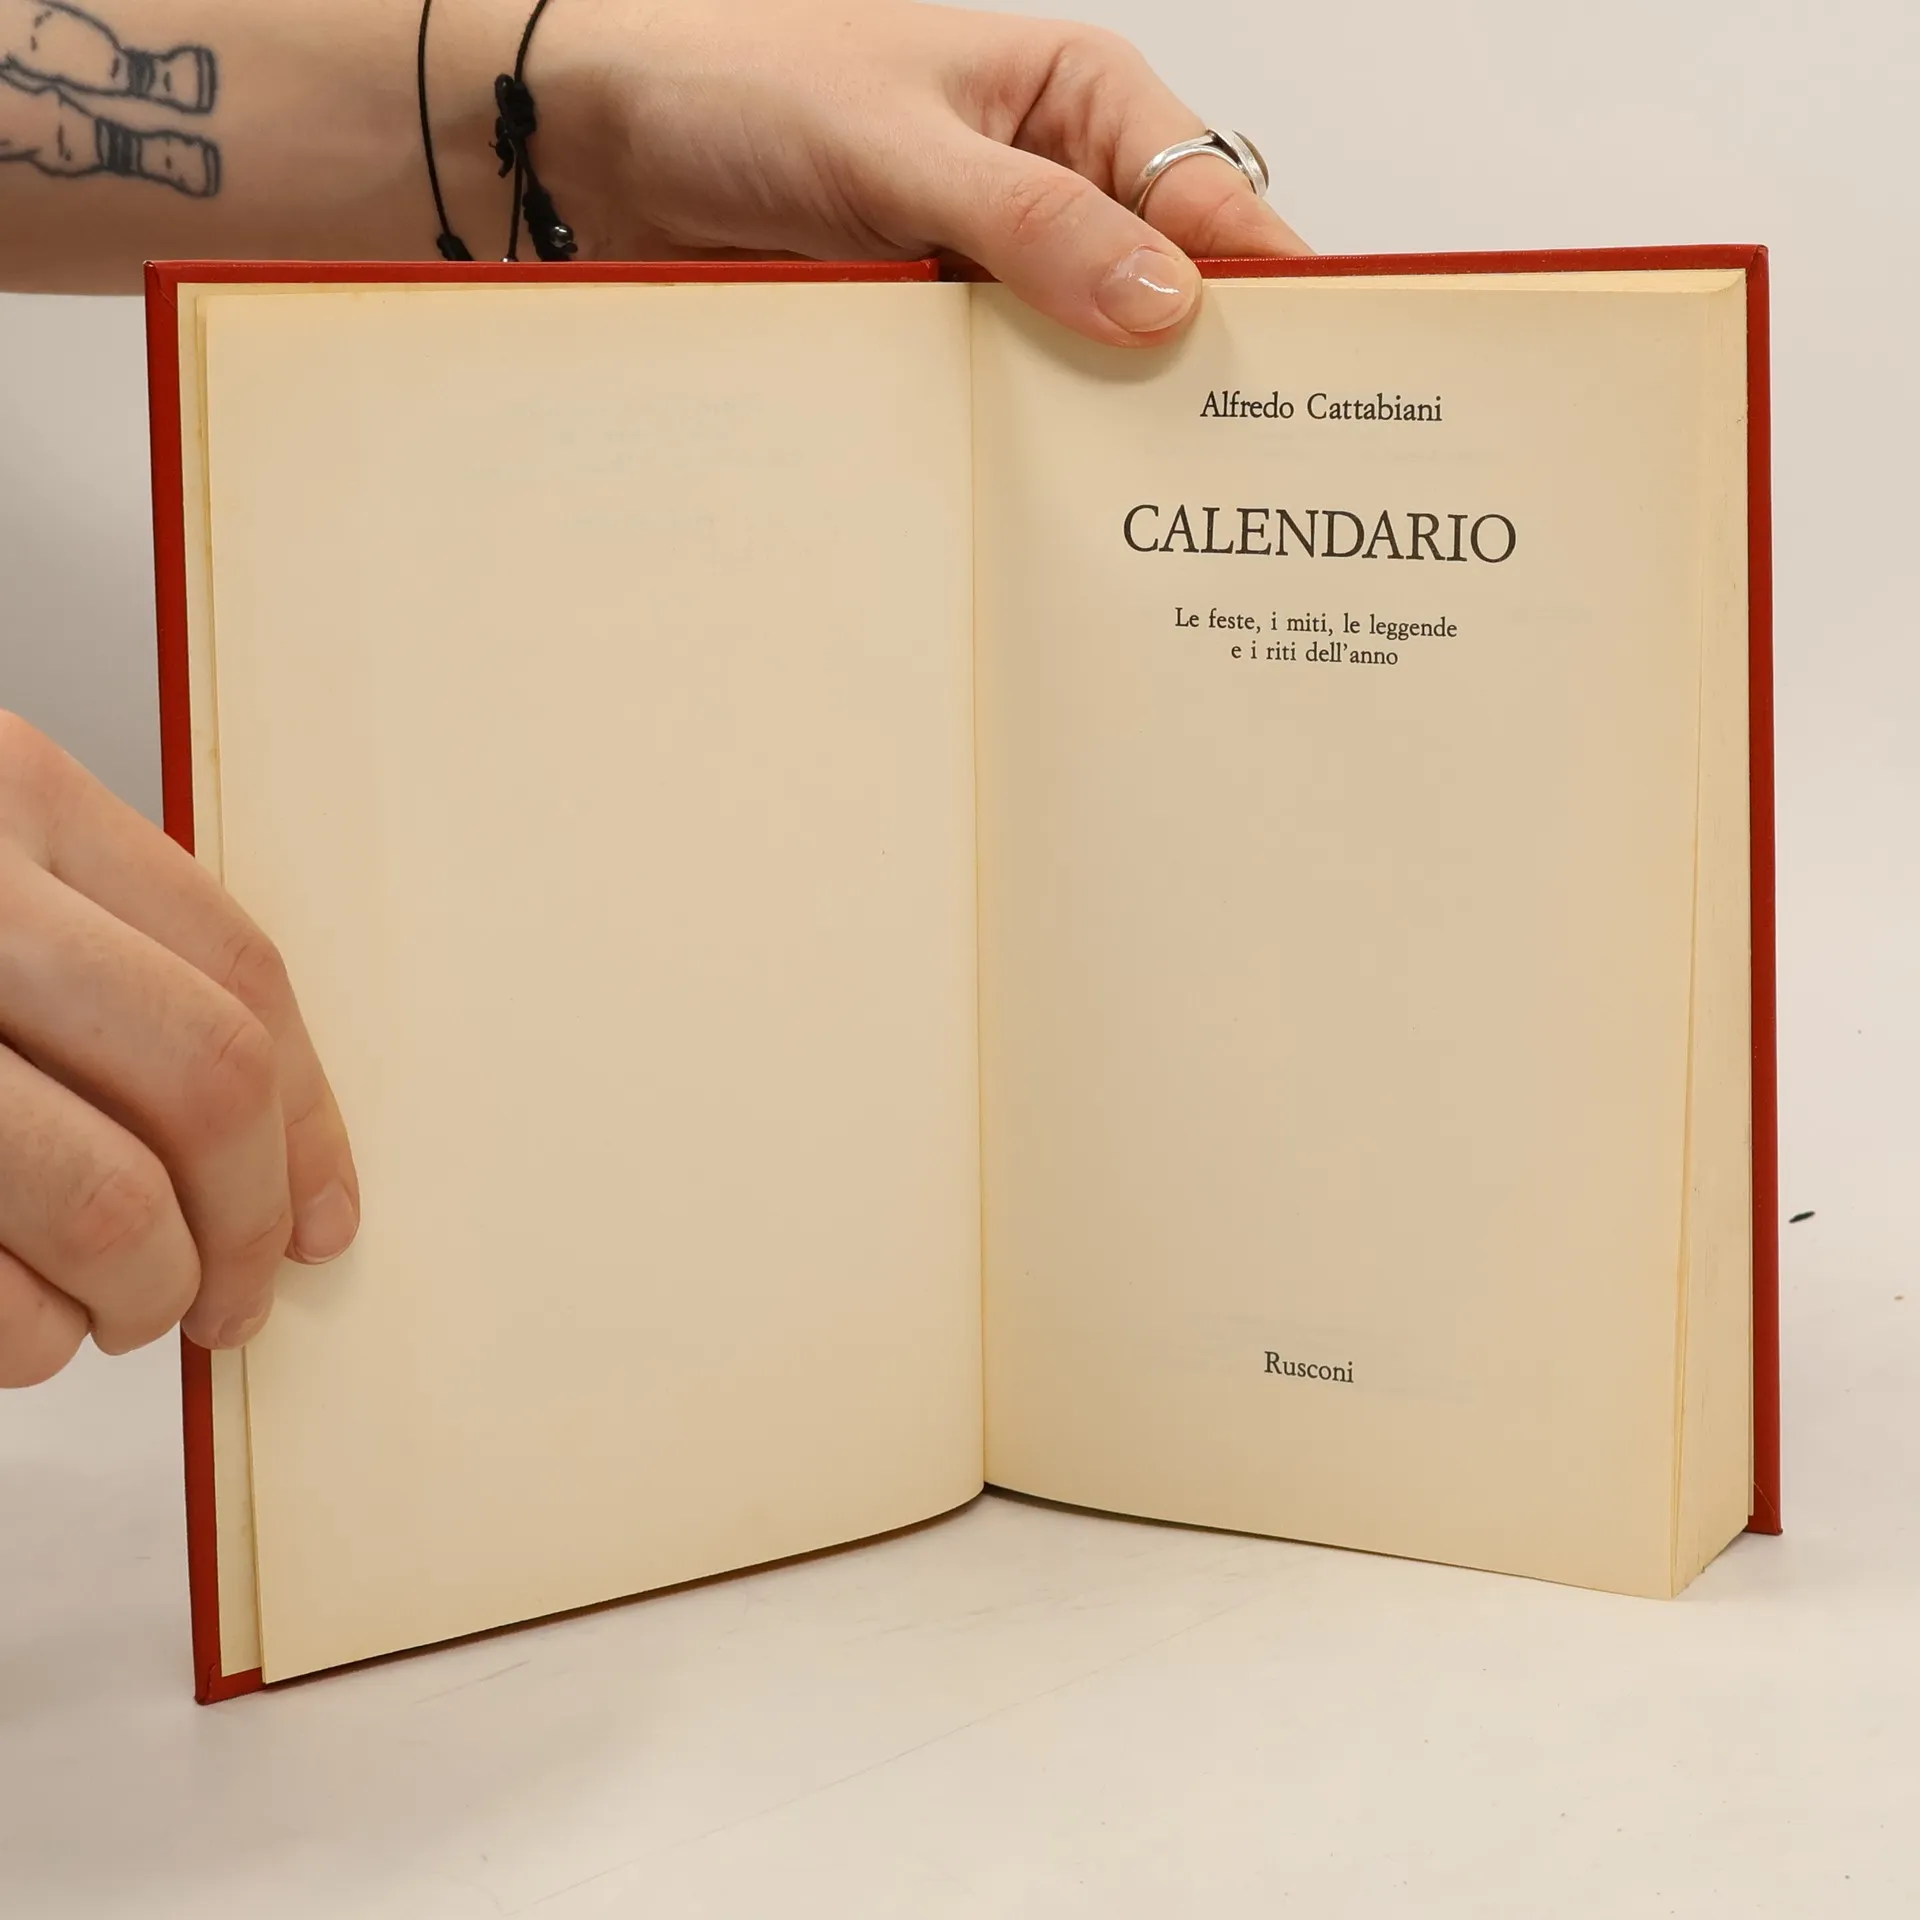 Alfredo Cattabiani
CALENDARIO
Le feste, i miti, le leggende
e i riti dell'anno
Rusconi